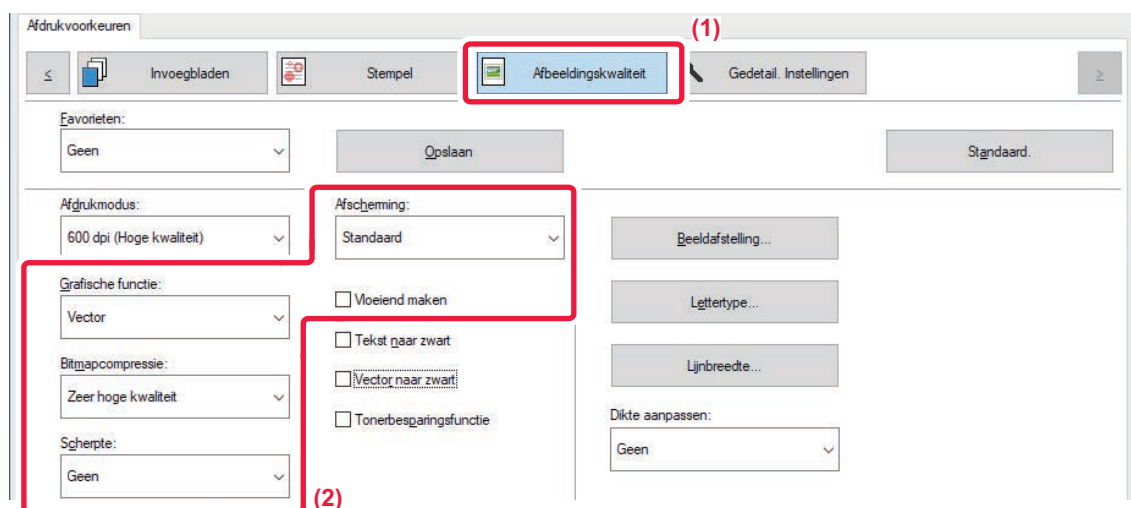 Afdrukvoorkeuren
(1)
≤ Invoegbladen Stempel Afbeeldingskwaliteit Gedetail. Instellingen ≥
Favorieten:
Geen Opslaan Standaard.
Afdrukmodus: Afscherming:
600 dpi (Hoge kwaliteit) Standaard Beeldafstelling...
Grafische functie:
Vector Vloeiend maken Lettertype...
Tekst naar zwart
Bitmapcompressie:
Zeer hoge kwaliteit Vector naar zwart Lijnbreedte...
Tonerbesparingsfunctie Dikte aanpassen:
Scherpte:
Geen Geen
(2)